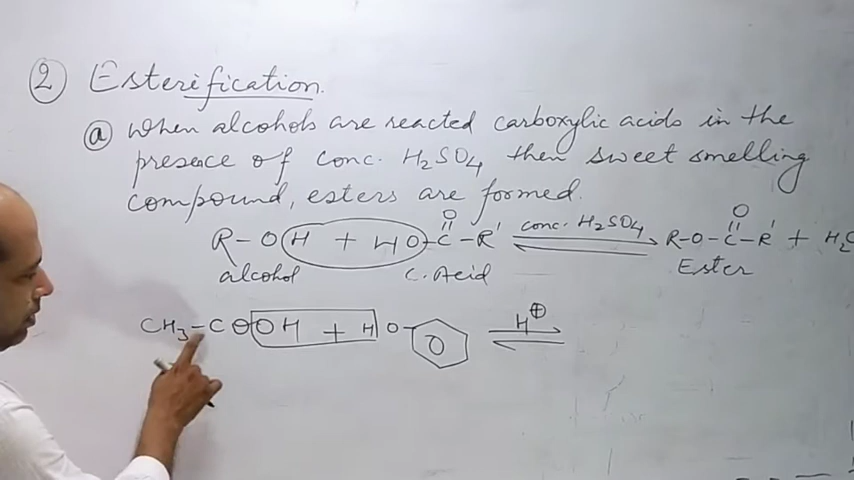 ② Esterification.
ⓐ When alcohols are reacted carboxylic acids in the
presence of conc. H₂SO₄ then sweet smelling
compound, esters are formed.
R-OH + HO-C(=O)-R' ⇌ (conc. H₂SO₄) R-O-C(=O)-R' + H₂O
alcohol C. Acid Ester
CH₃-COOH + HO- ⇌ (H⊕)